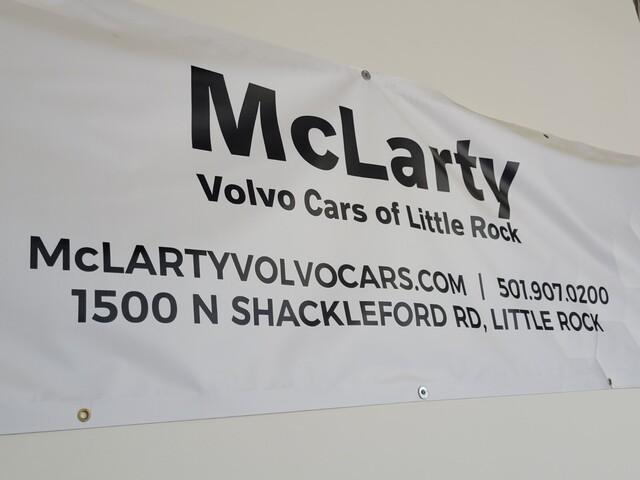 McLarty
Volvo Cars of Little Rock
McLARTYVOLVOCARS.COM | 501.907.0200
1500 N SHACKLEFORD RD, LITTLE ROCK